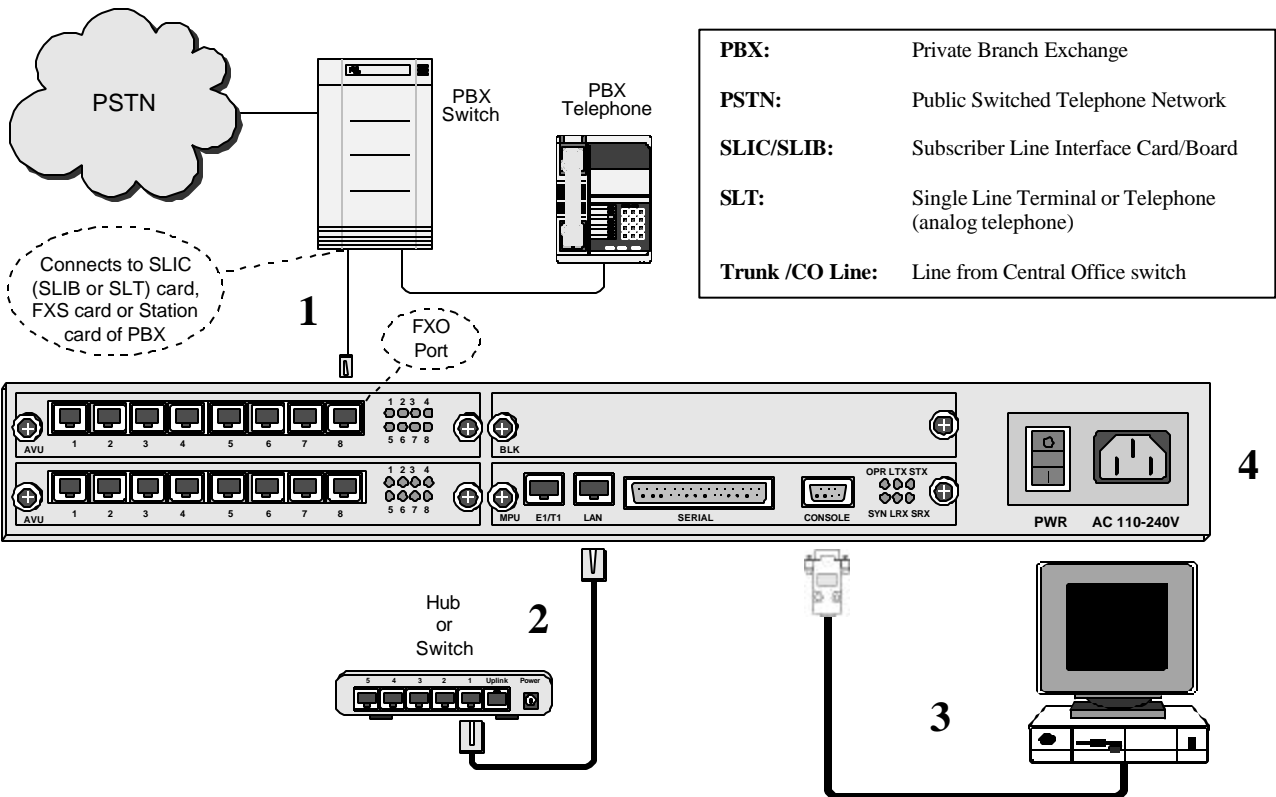 PSTN
PBX
Switch
PBX
Telephone
PBX: Private Branch Exchange
PSTN: Public Switched Telephone Network
SLIC/SLIB: Subscriber Line Interface Card/Board
SLT: Single Line Terminal or Telephone
(analog telephone)
Trunk /CO Line: Line from Central Office switch
Connects to SLIC
(SLIB or SLT) card,
FXS card or Station
card of PBX
1
FXO
Port
1 2 3 4
5 6 7 8
AVU 1 2 3 4 5 6 7 8
BLK
1 2 3 4
5 6 7 8
AVU 1 2 3 4 5 6 7 8
MPU E1/T1 LAN SERIAL CONSOLE
OPR LTX STX
SYN LRX SRX
PWR AC 110-240V
4
Hub
or
Switch
2
5 4 3 2 1 Uplink Power
3